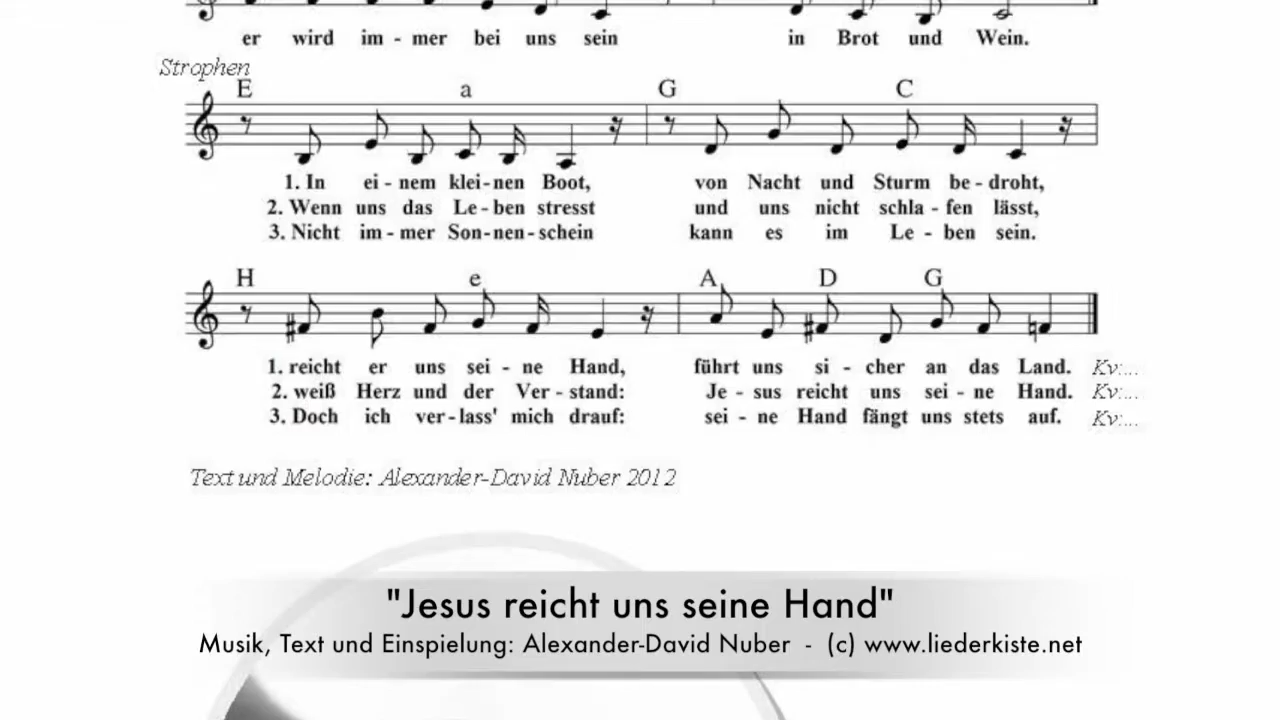 er wird im - mer bei uns sein in Brot und Wein.
Strophen
E a G C
1. In ei - nem klei - nen Boot, von Nacht und Sturm be - droht,
2. Wenn uns das Le - ben stresst und uns nicht schla - fen lässt,
3. Nicht im - mer Son - nen - schein kann es im Le - ben sein.
H e A D G
1. reicht er uns sei - ne Hand, führt uns si - cher an das Land. Kv:...
2. weiß Herz und der Ver - stand: Je - sus reicht uns sei - ne Hand. Kv:...
3. Doch ich ver - lass' mich drauf: sei - ne Hand fängt uns stets auf. Kv:...
Text und Melodie: Alexander-David Nuber 2012
"Jesus reicht uns seine Hand"
Musik, Text und Einspielung: Alexander-David Nuber - (c) www.liederkiste.net